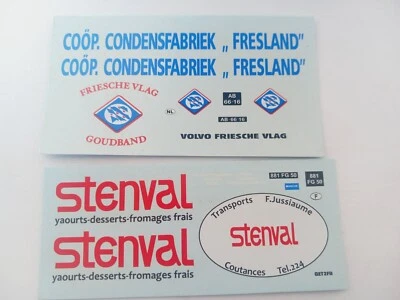 COÖP. CONDENSFABRIEK „ FRESLAND"
COÖP. CONDENSFABRIEK „ FRESLAND"
FRIESCHE VLAG
GOUDBAND
NL
AB
66-16
AB 66 16
VOLVO FRIESCHE VLAG
stenval
yaourts-desserts-fromages frais
stenval
yaourts-desserts-fromages frais
881 FG 50
881
FG 50
F
Transports F.Jussiaume
stenval
Coutances Tel.224